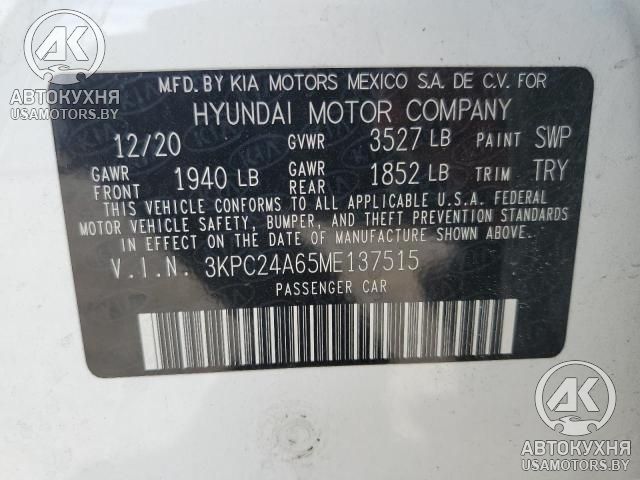 AK
АВТОКУХНЯ
USAMOTORS.BY
MFD. BY KIA MOTORS MEXICO S.A. DE C.V. FOR
HYUNDAI MOTOR COMPANY
12/20 GVWR 3527 LB PAINT SWP
GAWR FRONT 1940 LB GAWR REAR 1852 LB TRIM TRY
THIS VEHICLE CONFORMS TO ALL APPLICABLE U.S.A. FEDERAL
MOTOR VEHICLE SAFETY, BUMPER, AND THEFT PREVENTION STANDARDS
IN EFFECT ON THE DATE OF MANUFACTURE SHOWN ABOVE.
V.I.N. 3KPC24A65ME137515
PASSENGER CAR
AK
АВТОКУХНЯ
USAMOTORS.BY